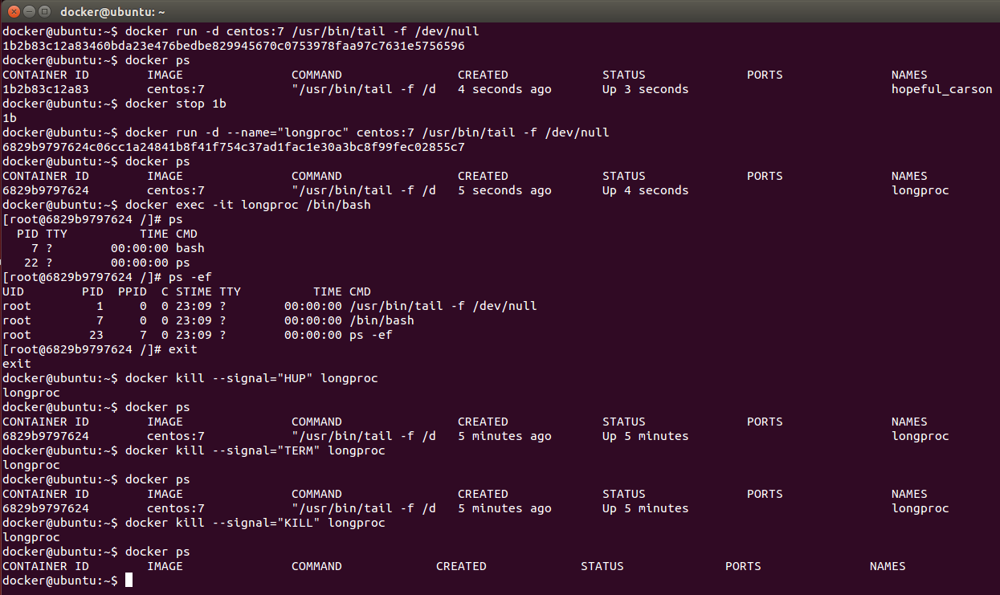 docker@ubuntu: ~
docker@ubuntu:~$ docker run -d centos:7 /usr/bin/tail -f /dev/null
1b2b83c12a83460bda23e476bedbe829945670c0753978faa97c7631e5756596
docker@ubuntu:~$ docker ps
CONTAINER ID        IMAGE               COMMAND                CREATED             STATUS              PORTS               NAMES
1b2b83c12a83        centos:7            "/usr/bin/tail -f /d   4 seconds ago       Up 3 seconds                            hopeful_carson
docker@ubuntu:~$ docker stop 1b
1b
docker@ubuntu:~$ docker run -d --name="longproc" centos:7 /usr/bin/tail -f /dev/null
6829b9797624c06cc1a24841b8f41f754c37ad1fac1e30a3bc8f99fec02855c7
docker@ubuntu:~$ docker ps
CONTAINER ID        IMAGE               COMMAND                CREATED             STATUS              PORTS               NAMES
6829b9797624        centos:7            "/usr/bin/tail -f /d   5 seconds ago       Up 4 seconds                            longproc
docker@ubuntu:~$ docker exec -it longproc /bin/bash
[root@6829b9797624 /]# ps
  PID TTY          TIME CMD
    7 ?        00:00:00 bash
   22 ?        00:00:00 ps
[root@6829b9797624 /]# ps -ef
UID        PID  PPID  C STIME TTY          TIME CMD
root         1     0  0 23:09 ?        00:00:00 /usr/bin/tail -f /dev/null
root         7     0  0 23:09 ?        00:00:00 /bin/bash
root        23     7  0 23:09 ?        00:00:00 ps -ef
[root@6829b9797624 /]# exit
exit
docker@ubuntu:~$ docker kill --signal="HUP" longproc
longproc
docker@ubuntu:~$ docker ps
CONTAINER ID        IMAGE               COMMAND                CREATED             STATUS              PORTS               NAMES
6829b9797624        centos:7            "/usr/bin/tail -f /d   5 minutes ago       Up 5 minutes                            longproc
docker@ubuntu:~$ docker kill --signal="TERM" longproc
longproc
docker@ubuntu:~$ docker ps
CONTAINER ID        IMAGE               COMMAND                CREATED             STATUS              PORTS               NAMES
6829b9797624        centos:7            "/usr/bin/tail -f /d   5 minutes ago       Up 5 minutes                            longproc
docker@ubuntu:~$ docker kill --signal="KILL" longproc
longproc
docker@ubuntu:~$ docker ps
CONTAINER ID        IMAGE               COMMAND             CREATED             STATUS              PORTS               NAMES
docker@ubuntu:~$